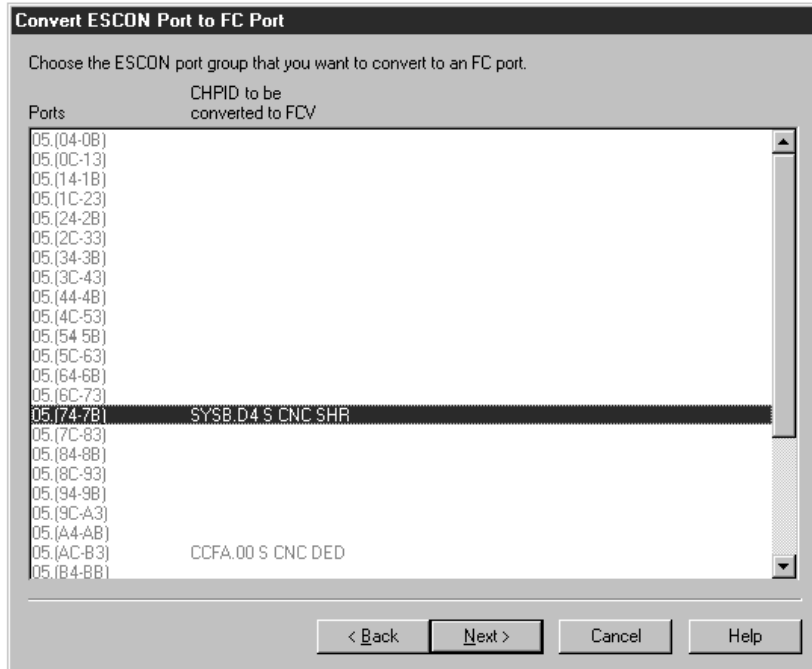 Convert ESCON Port to FC Port
Choose the ESCON port group that you want to convert to an FC port.
CHPID to be
Ports converted to FCV
05.(04-0B)
05.(0C-13)
05.(14-1B)
05.(1C-23)
05.(24-2B)
05.(2C-33)
05.(34-3B)
05.(3C-43)
05.(44-4B)
05.(4C-53)
05.(54 5B)
05.(5C-63)
05.(64-6B)
05.(6C-73)
05.(74-7B) SYSB.D4 S CNC SHR
05.(7C-83)
05.(84-8B)
05.(8C-93)
05.(94-9B)
05.(9C-A3)
05.(A4-AB)
05.(AC-B3) CCFA.00 S CNC DED
05.(B4-BB)
< Back Next > Cancel Help